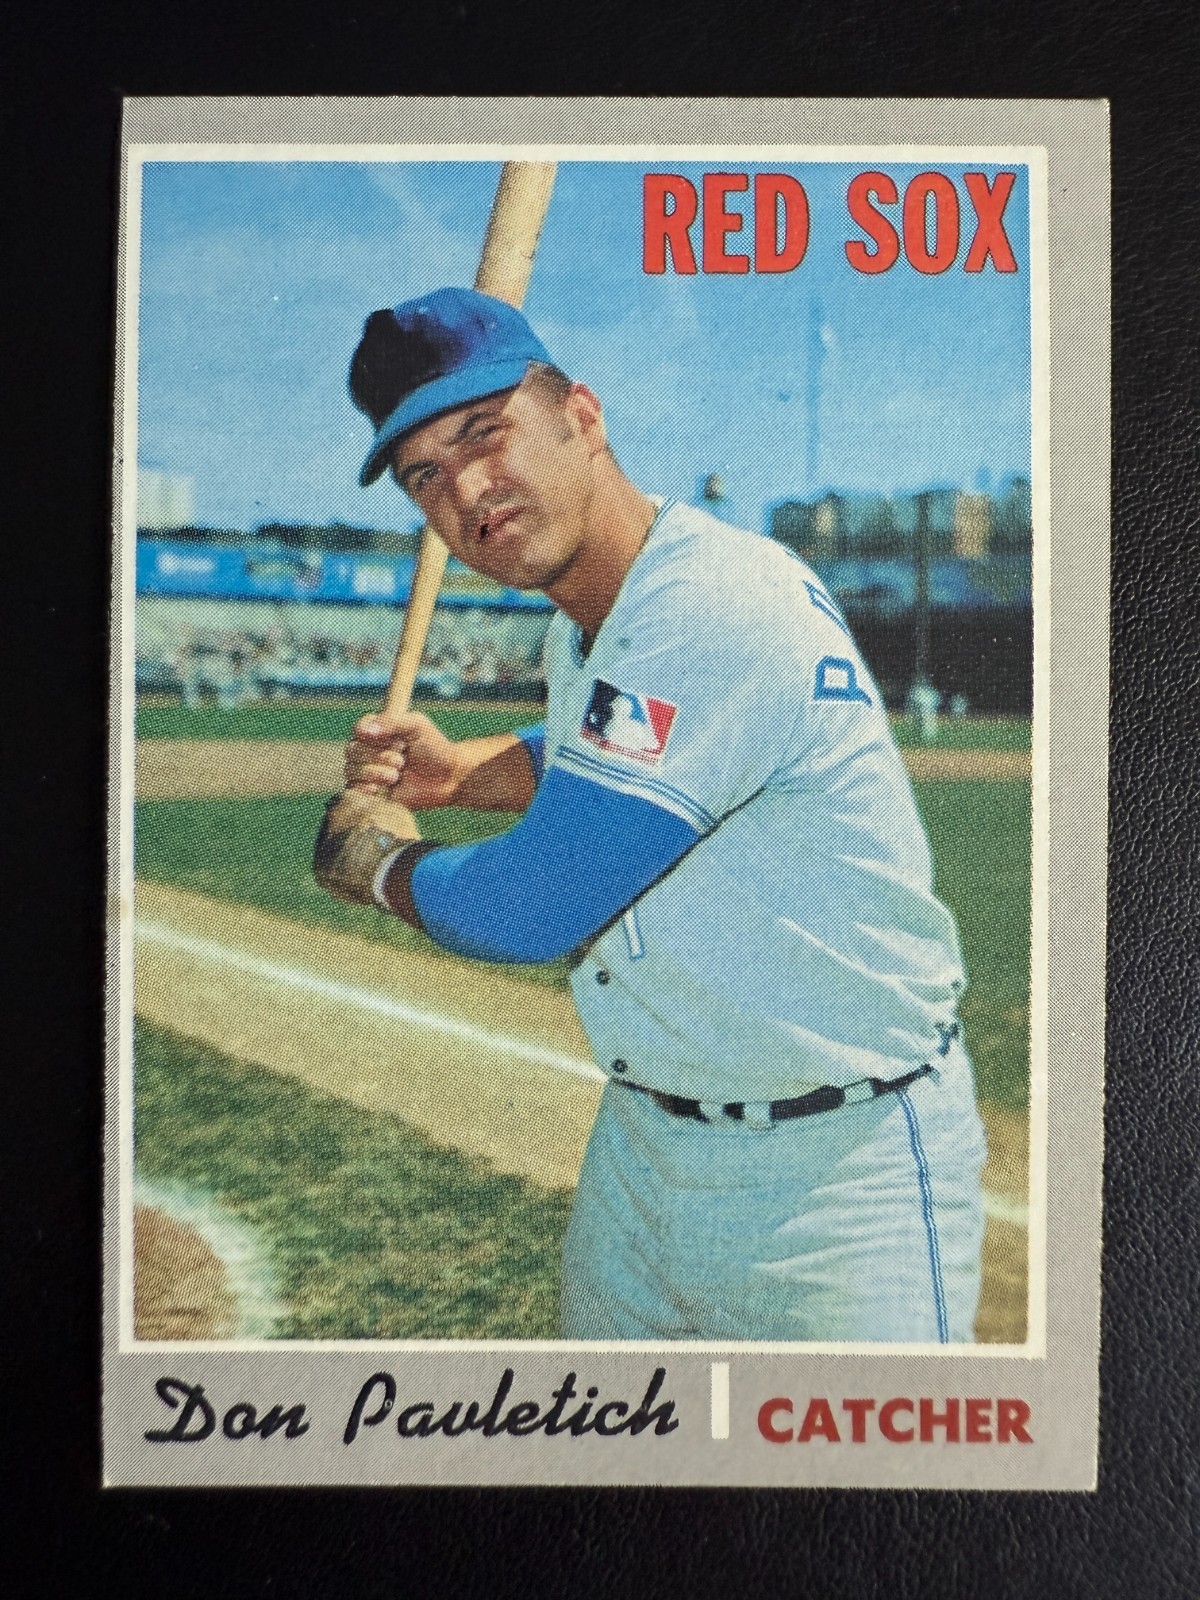 RED SOX
Don Pavletich
CATCHER